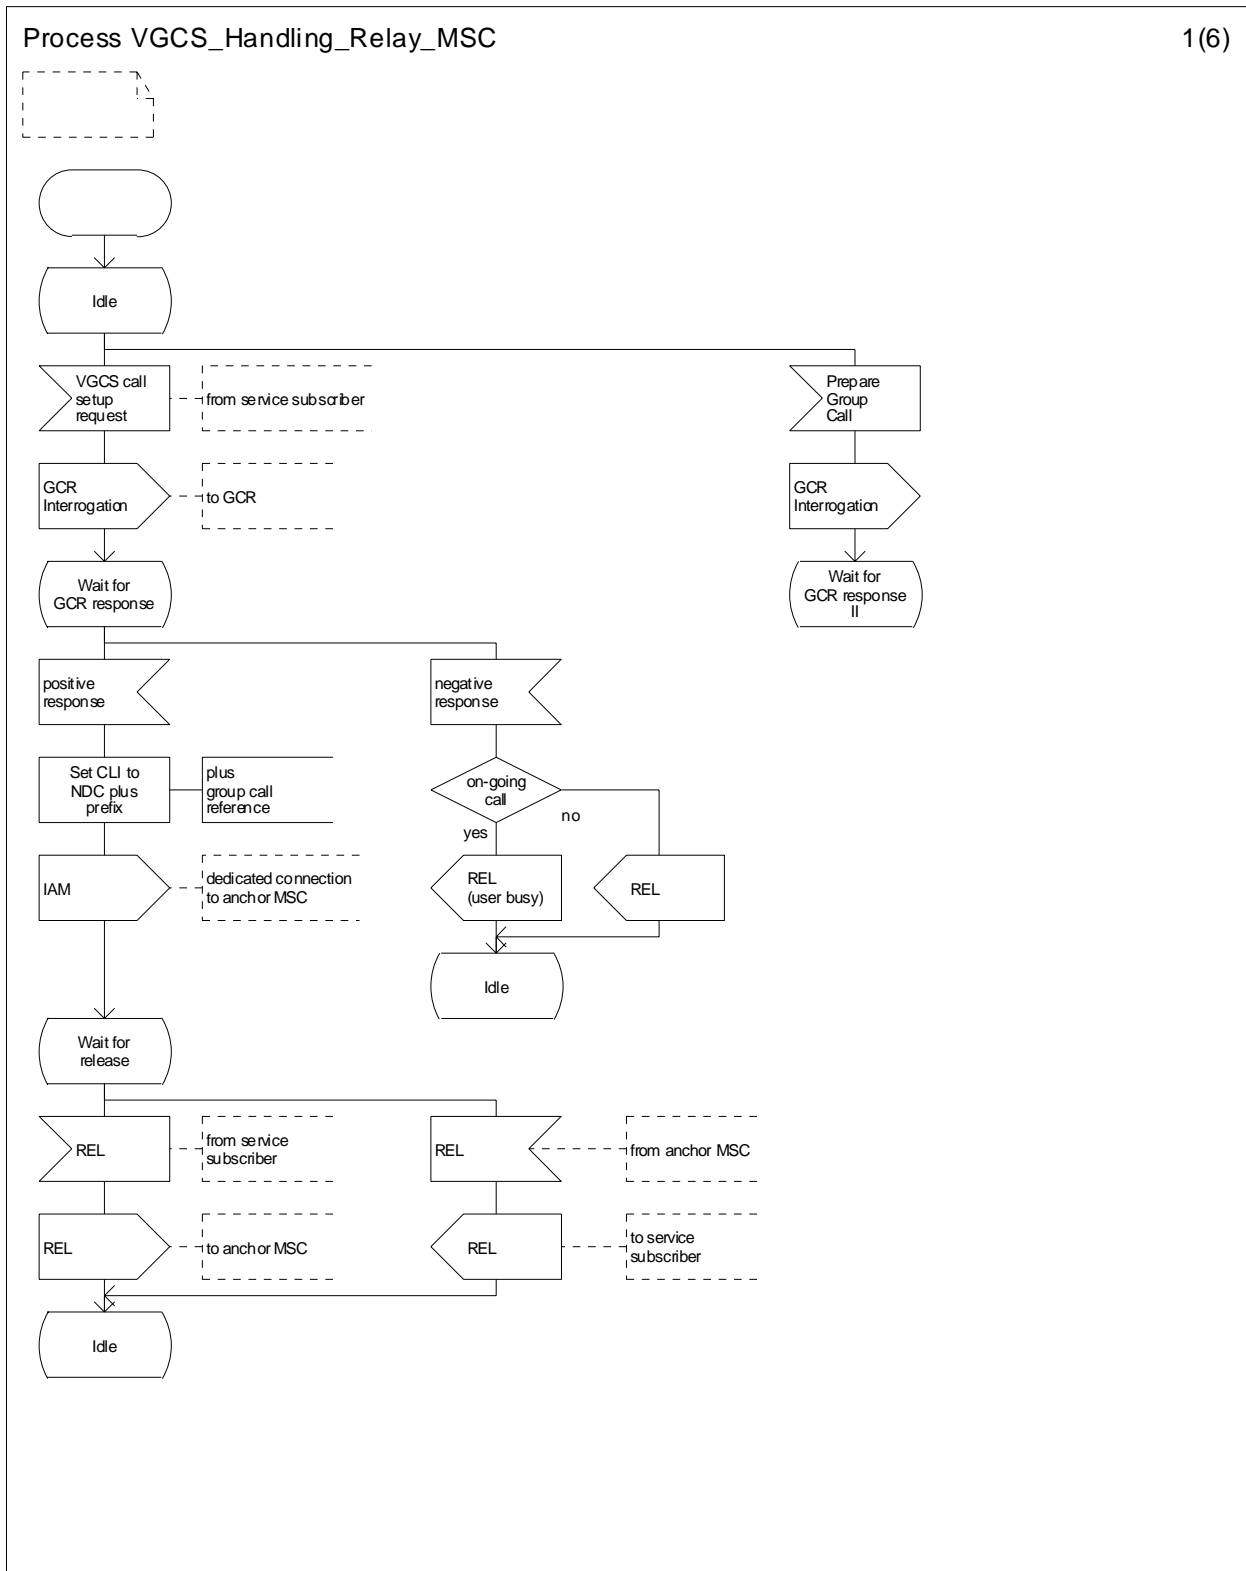 Process VGCS_Handling_Relay_MSC
1(6)
Idle
VGCS call
setup
request
from service subscriber
Prepare
Group
Call
GCR
Interrogation
to GCR
GCR
Interrogation
Wait for
GCR response
Wait for
GCR response
II
positive
response
negative
response
Set CLI to
NDC plus
prefix
plus
group call
reference
on-going
call
no
yes
IAM
dedicated connection
to anchor MSC
REL
(user busy)
REL
Idle
Wait for
release
REL
from service
subscriber
REL
from anchor MSC
REL
to anchor MSC
REL
to service
subscriber
Idle